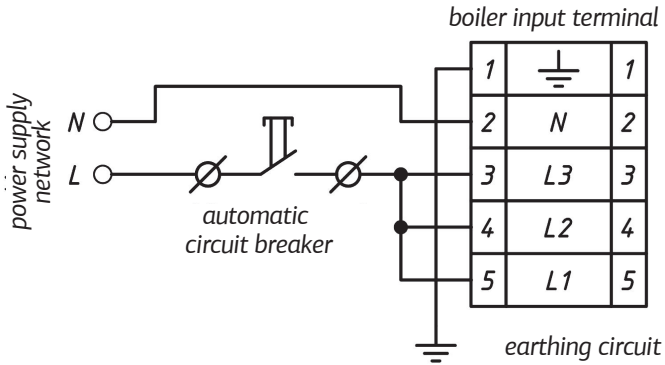 boiler input terminal
power supply
network
N
L
automatic
circuit breaker
1 1
2 N 2
3 L3 3
4 L2 4
5 L1 5
earthing circuit